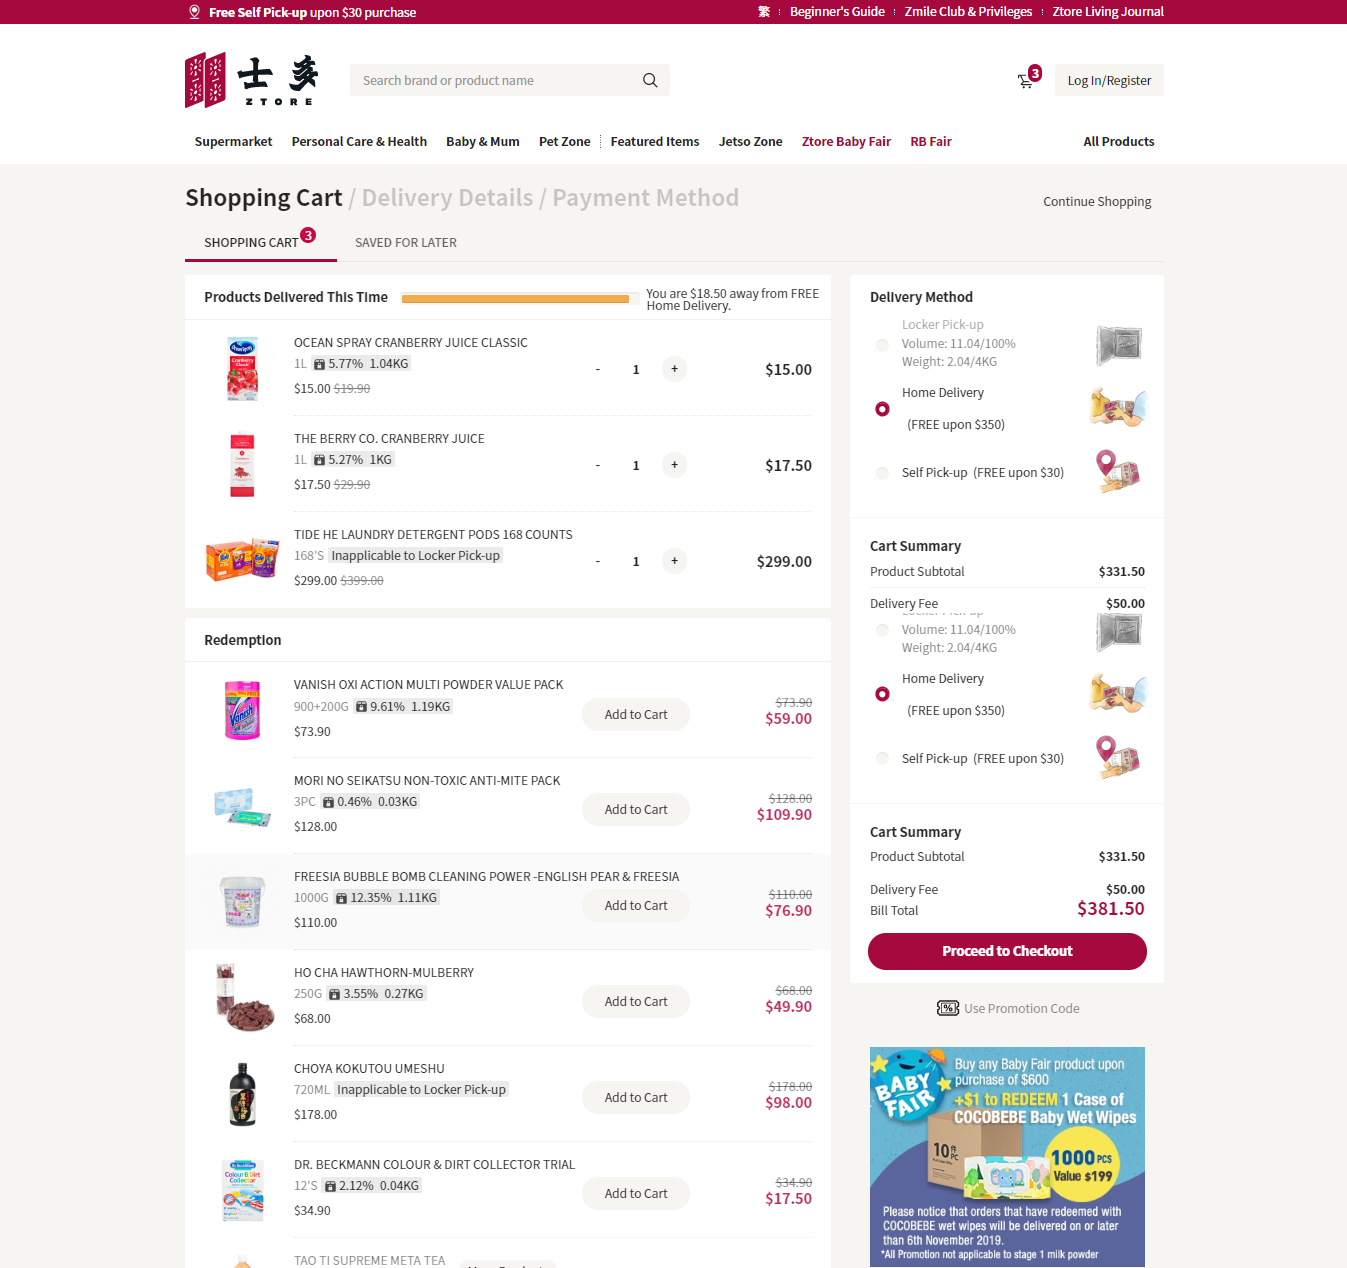 Free Self Pick-up upon $30 purchase
繁 Beginner's Guide Zmile Club & Privileges Ztore Living Journal
士多
ZTORE
Search brand or product name
3
Log In/Register
Supermarket Personal Care & Health Baby & Mum Pet Zone Featured Items Jetso Zone Ztore Baby Fair RB Fair All Products
Shopping Cart / Delivery Details / Payment Method
Continue Shopping
SHOPPING CART 3 SAVED FOR LATER
Products Delivered This Time
You are $18.50 away from FREE
Home Delivery.
OCEAN SPRAY CRANBERRY JUICE CLASSIC
1L 5.77% 1.04KG
$15.00 $19.90
- 1 + $15.00
THE BERRY CO. CRANBERRY JUICE
1L 5.27% 1KG
$17.50 $29.90
- 1 + $17.50
TIDE HE LAUNDRY DETERGENT PODS 168 COUNTS
168'S Inapplicable to Locker Pick-up
$299.00 $399.00
- 1 + $299.00
Redemption
VANISH OXI ACTION MULTI POWDER VALUE PACK
900+200G 9.61% 1.19KG
$73.90
Add to Cart
$73.90
$59.00
MORI NO SEIKATSU NON-TOXIC ANTI-MITE PACK
3PC 0.46% 0.03KG
$128.00
Add to Cart
$128.00
$109.90
FREESIA BUBBLE BOMB CLEANING POWER -ENGLISH PEAR & FREESIA
1000G 12.35% 1.11KG
$110.00
Add to Cart
$110.00
$76.90
HO CHA HAWTHORN-MULBERRY
250G 3.55% 0.27KG
$68.00
Add to Cart
$68.00
$49.90
CHOYA KOKUTOU UMESHU
720ML Inapplicable to Locker Pick-up
$178.00
Add to Cart
$178.00
$98.00
DR. BECKMANN COLOUR & DIRT COLLECTOR TRIAL
12'S 2.12% 0.04KG
$34.90
Add to Cart
$34.90
$17.50
TAO TI SUPREME META TEA
Delivery Method
Locker Pick-up
Volume: 11.04/100%
Weight: 2.04/4KG
Home Delivery
(FREE upon $350)
Self Pick-up (FREE upon $30)
Cart Summary
Product Subtotal $331.50
Delivery Fee $50.00
Locker Pick-up
Volume: 11.04/100%
Weight: 2.04/4KG
Home Delivery
(FREE upon $350)
Self Pick-up (FREE upon $30)
Cart Summary
Product Subtotal $331.50
Delivery Fee $50.00
Bill Total $381.50
Proceed to Checkout
Use Promotion Code
BABY
FAIR
Buy any Baby Fair product upon
purchase of $600
+$1 to REDEEM 1 Case of
COCOBEBE Baby Wet Wipes
10件
PC
1000 PCS
Value $199
Please notice that orders that have redeemed with
COCOBEBE wet wipes will be delivered on or later
than 6th November 2019.
*All Promotion not applicable to stage 1 milk powder